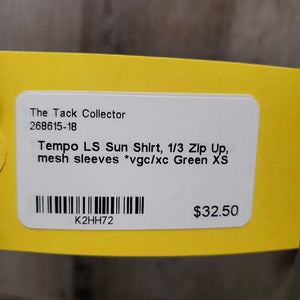 The Tack Collector
268615-18
Tempo LS Sun Shirt, 1/3 Zip Up,
mesh sleeves *vgc/xc Green XS
K2HH72
$32.50